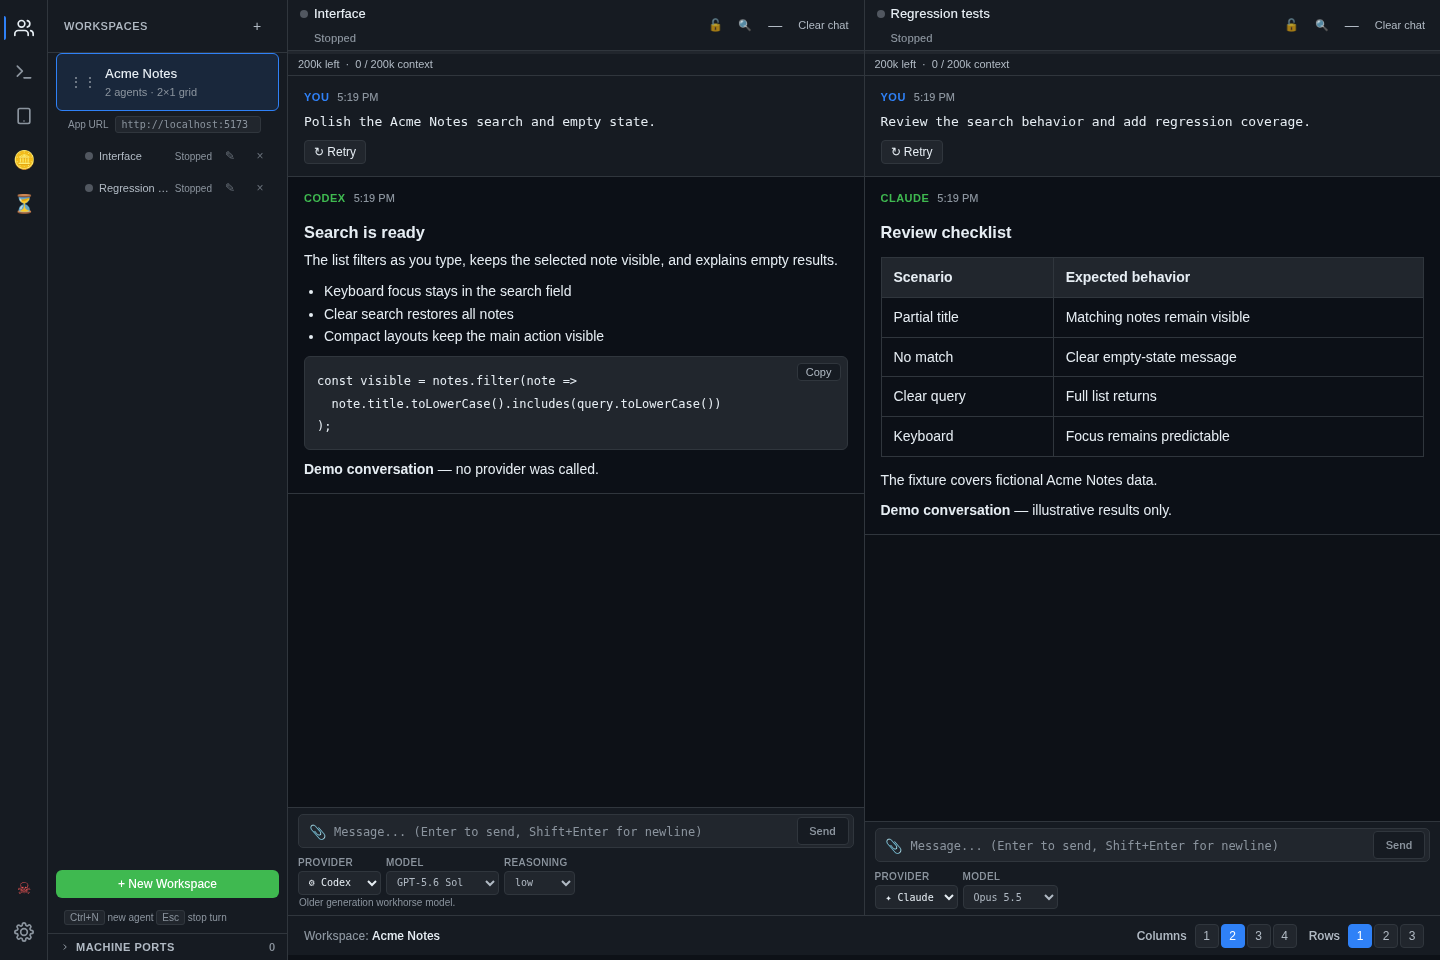 WORKSPACES +
Acme Notes
2 agents · 2×1 grid
App URL http://localhost:5173
Interface Stopped
Regression ... Stopped
+ New Workspace
Ctrl+N new agent Esc stop turn
MACHINE PORTS 0
Interface
Stopped
Clear chat
200k left · 0 / 200k context
YOU 5:19 PM
Polish the Acme Notes search and empty state.
↻ Retry
CODEX 5:19 PM
Search is ready
The list filters as you type, keeps the selected note visible, and explains empty results.
• Keyboard focus stays in the search field
• Clear search restores all notes
• Compact layouts keep the main action visible
Copy
const visible = notes.filter(note =>
note.title.toLowerCase().includes(query.toLowerCase())
);
Demo conversation — no provider was called.
Message... (Enter to send, Shift+Enter for newline) Send
PROVIDER MODEL REASONING
Codex GPT-5.6 Sol low
Older generation workhorse model.
Regression tests
Stopped
Clear chat
200k left · 0 / 200k context
YOU 5:19 PM
Review the search behavior and add regression coverage.
↻ Retry
CLAUDE 5:19 PM
Review checklist
Scenario Expected behavior
Partial title Matching notes remain visible
No match Clear empty-state message
Clear query Full list returns
Keyboard Focus remains predictable
The fixture covers fictional Acme Notes data.
Demo conversation — illustrative results only.
Message... (Enter to send, Shift+Enter for newline) Send
PROVIDER MODEL
Claude Opus 5.5
Workspace: Acme Notes
Columns 1 2 3 4 Rows 1 2 3